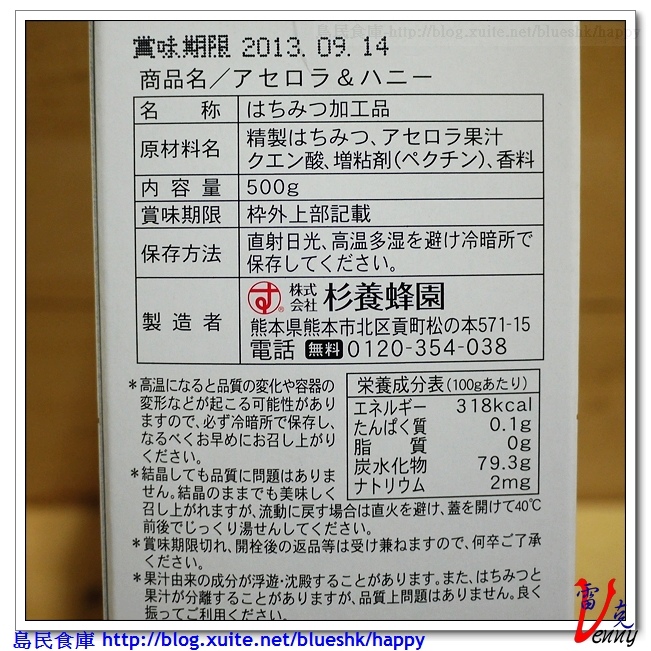 島民食庫 http://blog.xuite.net/blueshk/happy
賞味期限 2013.09.14
商品名／アセロラ＆ハニー
名 称 はちみつ加工品
原材料名 精製はちみつ、アセロラ果汁
クエン酸、増粘剤(ペクチン)、香料
内容量 500g
賞味期限 枠外上部記載
保存方法 直射日光、高温多湿を避け冷暗所で
保存してください。
製造者 す® 株式会社 杉養蜂園
熊本県熊本市北区貢町松の本571-15
電話 無料 0120-354-038
＊高温になると品質の変化や容器の
変形などが起こる可能性があり
ますので、必ず冷暗所で保存し、
なるべくお早めにお召し上がり
ください。
＊結晶しても品質に問題はありま
せん。結晶のままでも美味しく
召し上がれますが、流動に戻す場合は直火を避け、蓋を開けて40℃
前後でじっくり湯せんしてください。
＊賞味期限切れ、開栓後の返品等は受け兼ねますので、何卒ご了承
ください。
＊果汁由来の成分が浮遊・沈殿することがあります。また、はちみつと
果汁が分離することがありますが、品質上問題はありません。良く
振ってご利用ください。
栄養成分表(100gあたり)
エネルギー 318kcal
たんぱく質 0.1g
脂 質 0g
炭水化物 79.3g
ナトリウム 2mg
雷克
Venny
島民食庫 http://blog.xuite.net/blueshk/happy